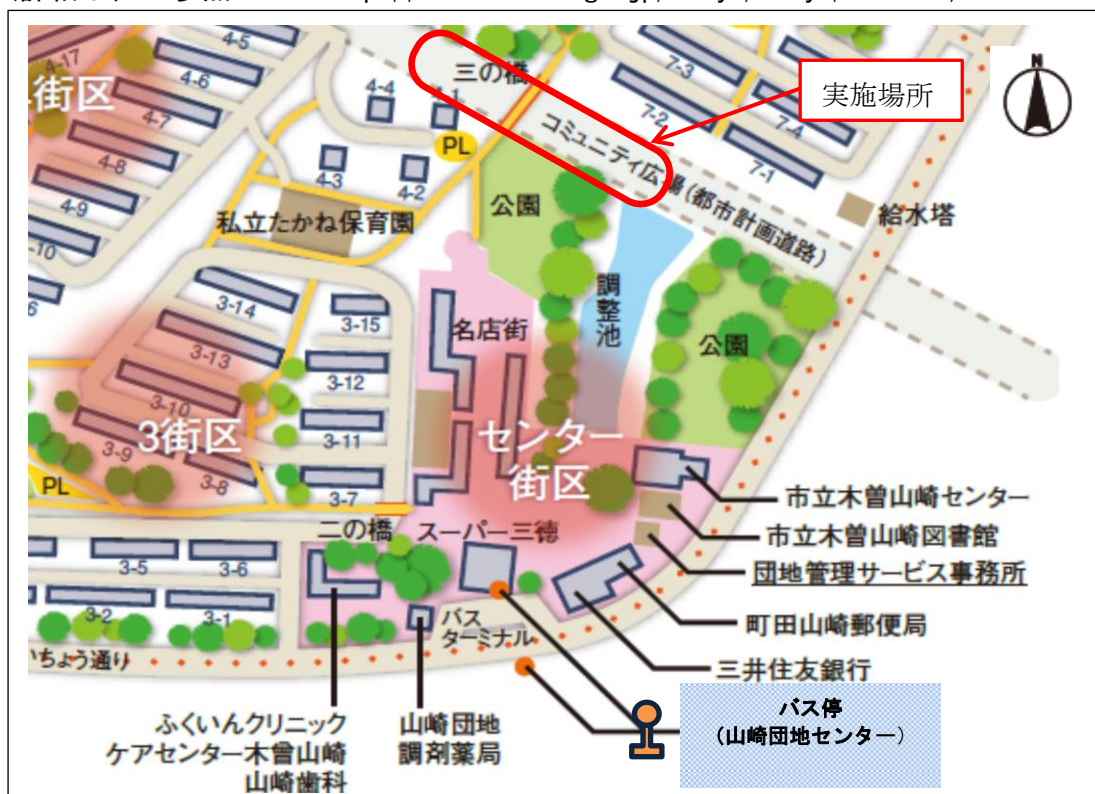 4-17
4-5
4-6
街区
4-7
4-8
4-9
-10
4-4
4-1
4-3
4-2
三の橋
PL
実施場所
N
7-3
7-2
7-4
7-1
コミュニティ広場(都市計画道路)
給水塔
公園
私立たかね保育園
調整池
公園
名店街
3-14
3-15
3-13
3-12
3-10
3-11
3-9
3-8
3-7
3街区
PL
センター
街区
二の橋
スーパー三徳
3-5
3-6
3-2
3-1
バス
ターミナル
いちょう通り
市立木曽山崎センター
市立木曽山崎図書館
団地管理サービス事務所
町田山崎郵便局
三井住友銀行
ふくいんクリニック
ケアセンター木曾山崎
山崎歯科
山崎団地
調剤薬局
バス停
(山崎団地センター)